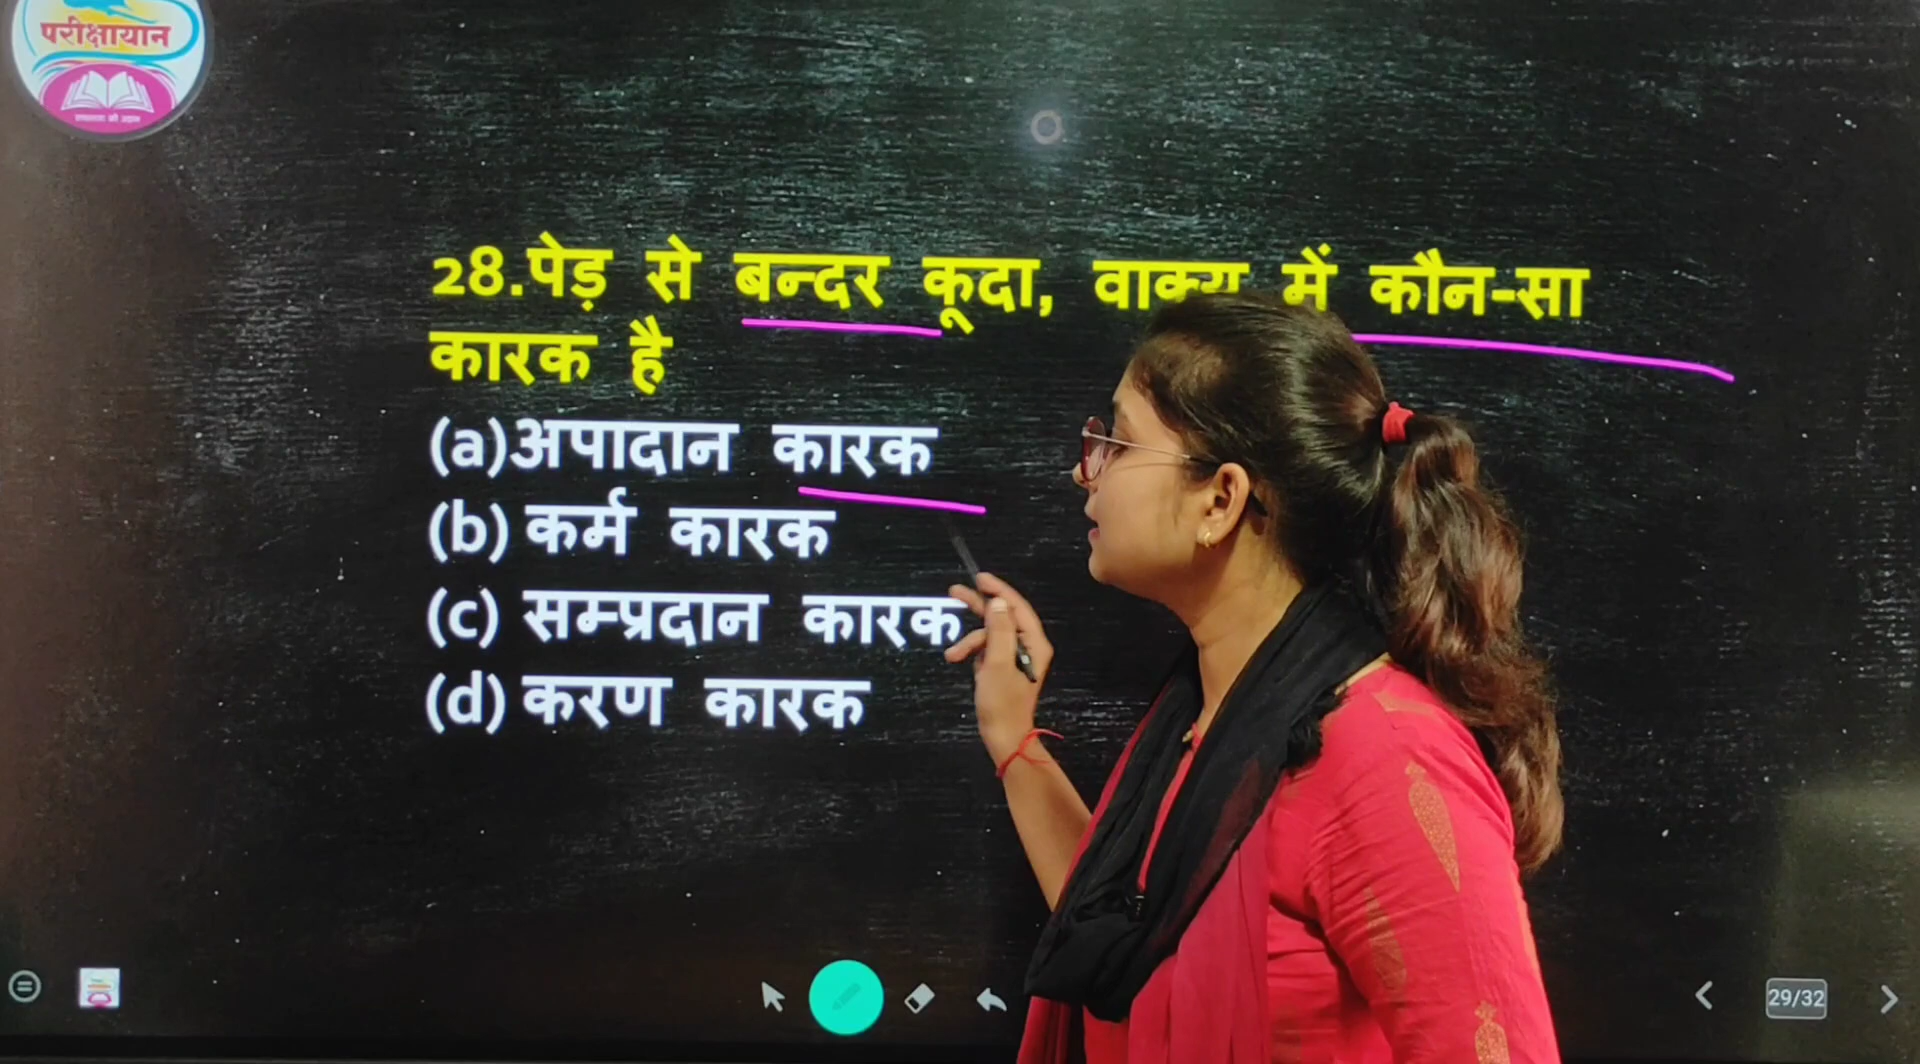 परीक्षायान
28.पेड़ से बन्दर कूदा, वाक्य में कौन-सा
कारक है
(a)अपादान कारक
(b) कर्म कारक
(c) सम्प्रदान कारक
(d) करण कारक
29/32